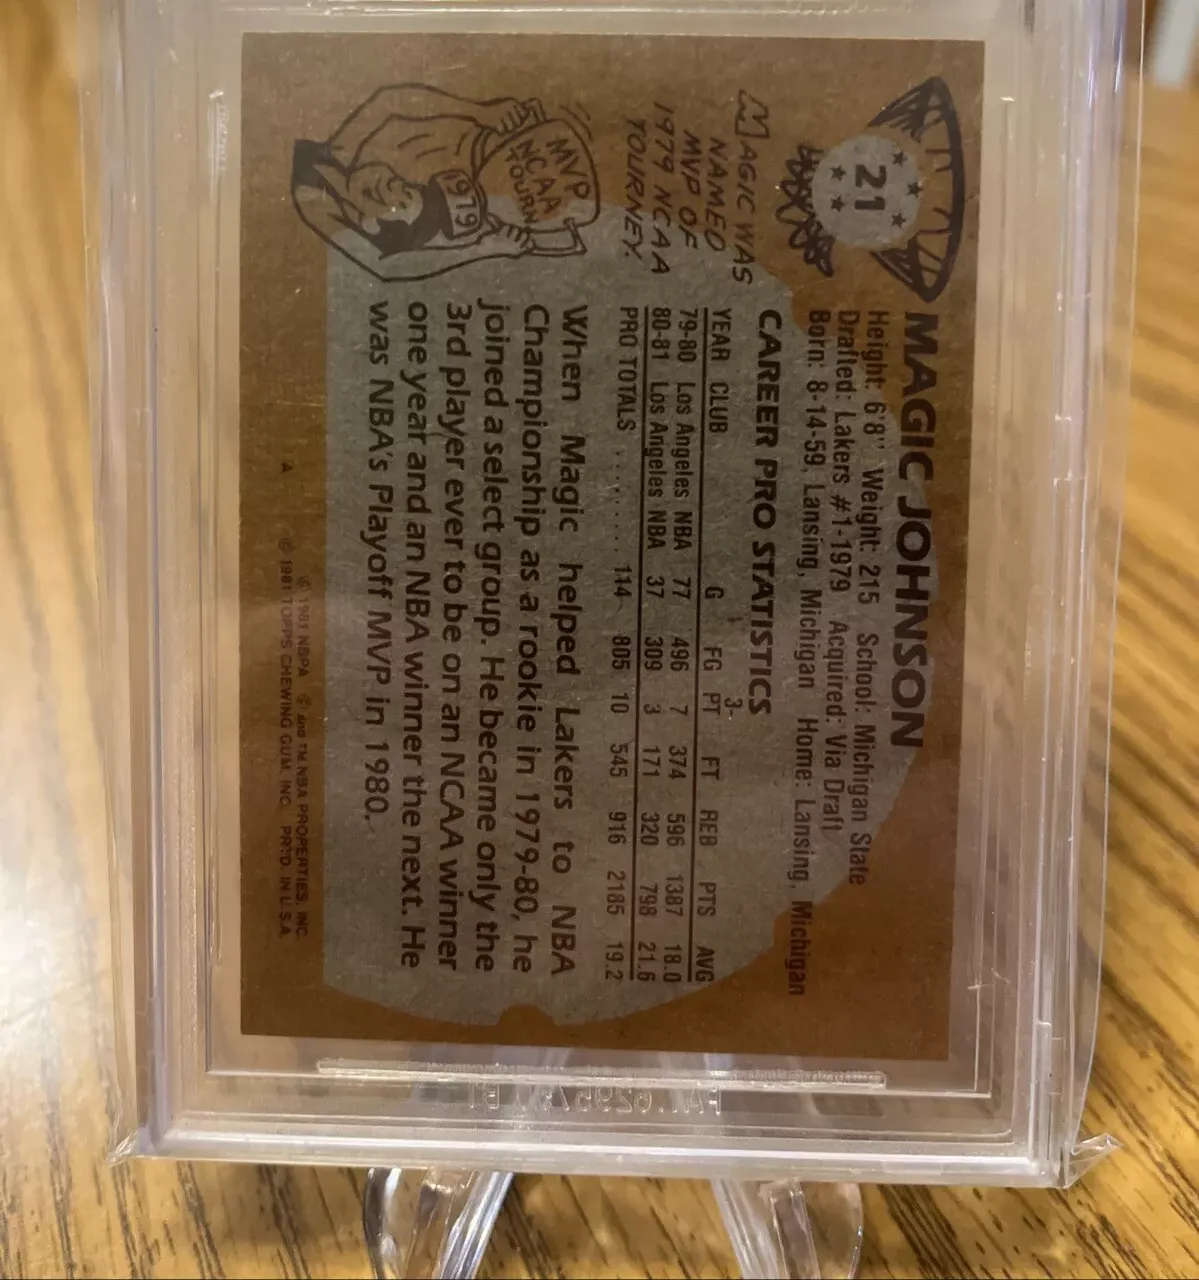 21
MAGIC JOHNSON
Height: 6'8" Weight: 215 School: Michigan State
Drafted: Lakers #1-1979 Acquired: Via Draft
Born: 8-14-59, Lansing, Michigan Home: Lansing, Michigan
CAREER PRO STATISTICS
3-
YEAR CLUB G FG PT FT REB PTS AVG
79-80 Los Angeles NBA 77 496 7 374 596 1387 18.0
80-81 Los Angeles NBA 37 309 3 171 320 798 21.6
PRO TOTALS ........ 114 805 10 545 916 2185 19.2
MAGIC WAS
NAMED
MVP OF
1979 NCAA
TOURNEY.
MVP
NCAA
TOURN
1979
When Magic helped Lakers to NBA
Championship as a rookie in 1979-80, he
joined a select group. He became only the
3rd player ever to be on an NCAA winner
one year and an NBA winner the next. He
was NBA's Playoff MVP in 1980.
© 1981 NBPA ℗ and TM NBA PROPERTIES, INC.
A © 1981 TOPPS CHEWING GUM, INC. PRTD. IN U.S.A.